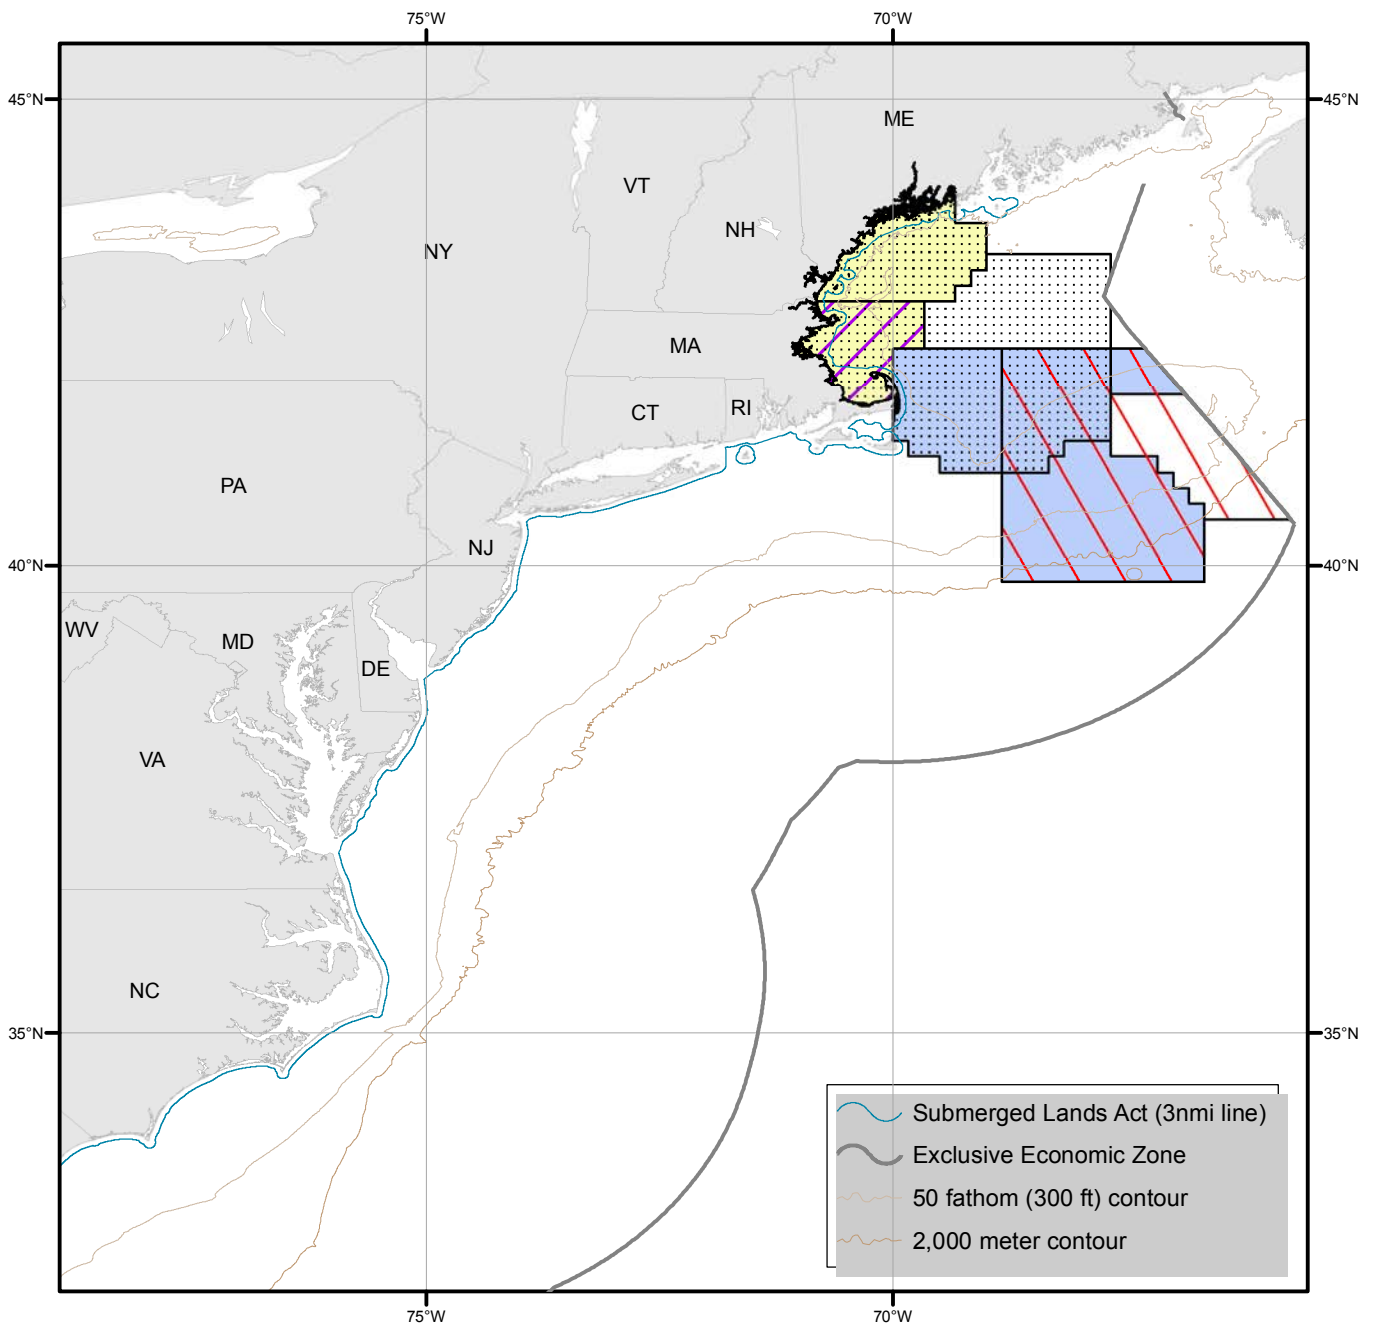 75°W 70°W
45°N 45°N
ME
VT
NH
NY
MA
CT RI
PA
NJ
40°N 40°N
WV
MD
DE
VA
NC
35°N 35°N
Submerged Lands Act (3nmi line)
Exclusive Economic Zone
50 fathom (300 ft) contour
2,000 meter contour
75°W 70°W